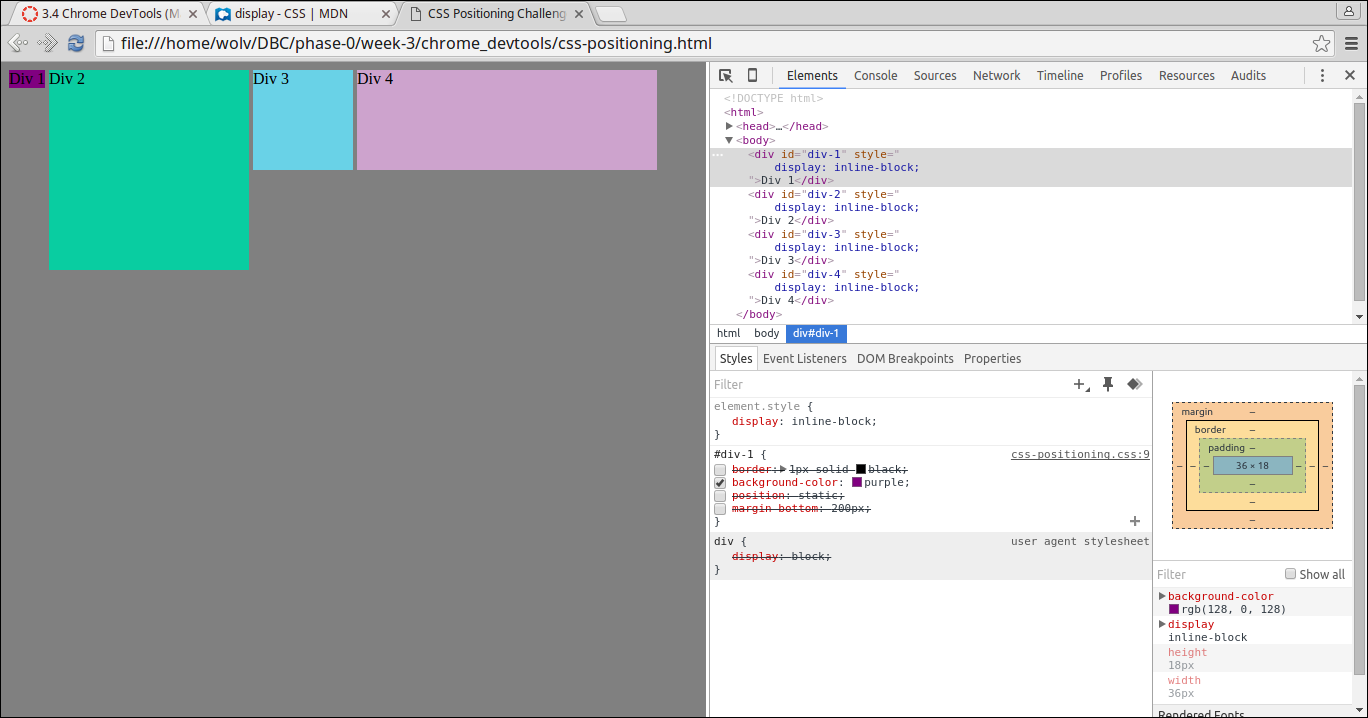 3.4 Chrome DevTools (M
display - CSS | MDN
CSS Positioning Challeng
file:///home/wolv/DBC/phase-0/week-3/chrome_devtools/css-positioning.html
Div 1 Div 2 Div 3 Div 4
Elements Console Sources Network Timeline Profiles Resources Audits
<!DOCTYPE html>
<html>
<head>…</head>
<body>
<div id="div-1" style="
display: inline-block;
">Div 1</div>
<div id="div-2" style="
display: inline-block;
">Div 2</div>
<div id="div-3" style="
display: inline-block;
">Div 3</div>
<div id="div-4" style="
display: inline-block;
">Div 4</div>
</body>
html body div#div-1
Styles Event Listeners DOM Breakpoints Properties
Filter
element.style {
display: inline-block;
}
#div-1 { css-positioning.css:9
border: 1px solid black;
background-color: purple;
position: static;
margin-bottom: 200px;
}
div { user agent stylesheet
display: block;
}
margin –
border –
padding –
– – – 36 × 18 – – –
–
–
–
Filter Show all
background-color
rgb(128, 0, 128)
display
inline-block
height
18px
width
36px
Rendered Fonts